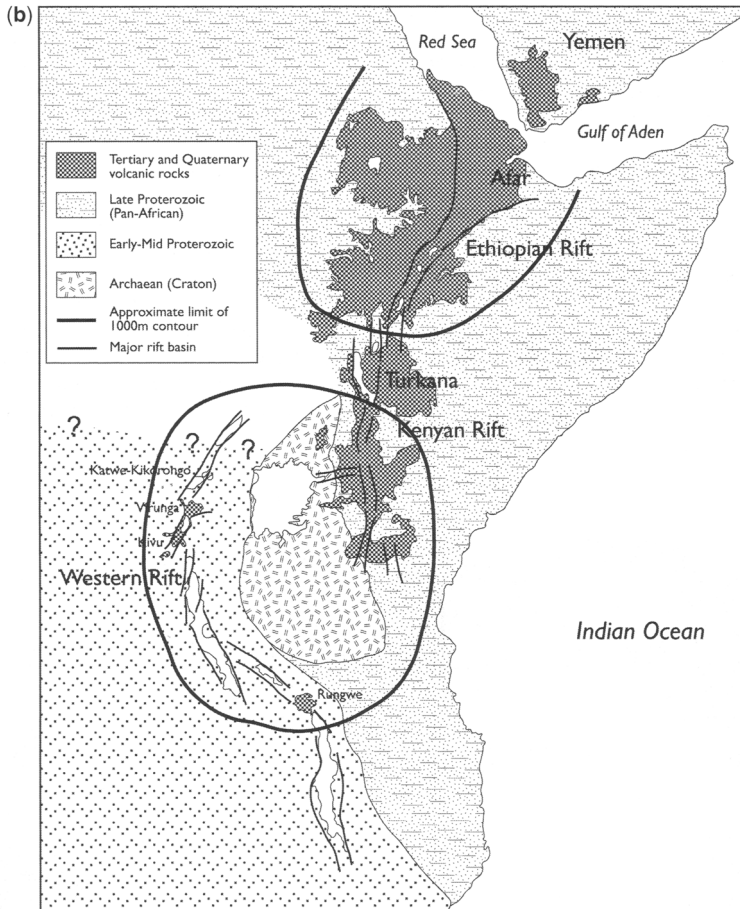 (b)
Red Sea
Yemen
Gulf of Aden
Tertiary and Quaternary
volcanic rocks
Late Proterozoic
(Pan-African)
Early-Mid Proterozoic
Archaean (Craton)
Approximate limit of
1000m contour
Major rift basin
Afar
Ethiopian Rift
Turkana
Kenyan Rift
?
?
?
Katwe-Kikorongo
Virunga
Kivu
Western Rift
Indian Ocean
Rungwe